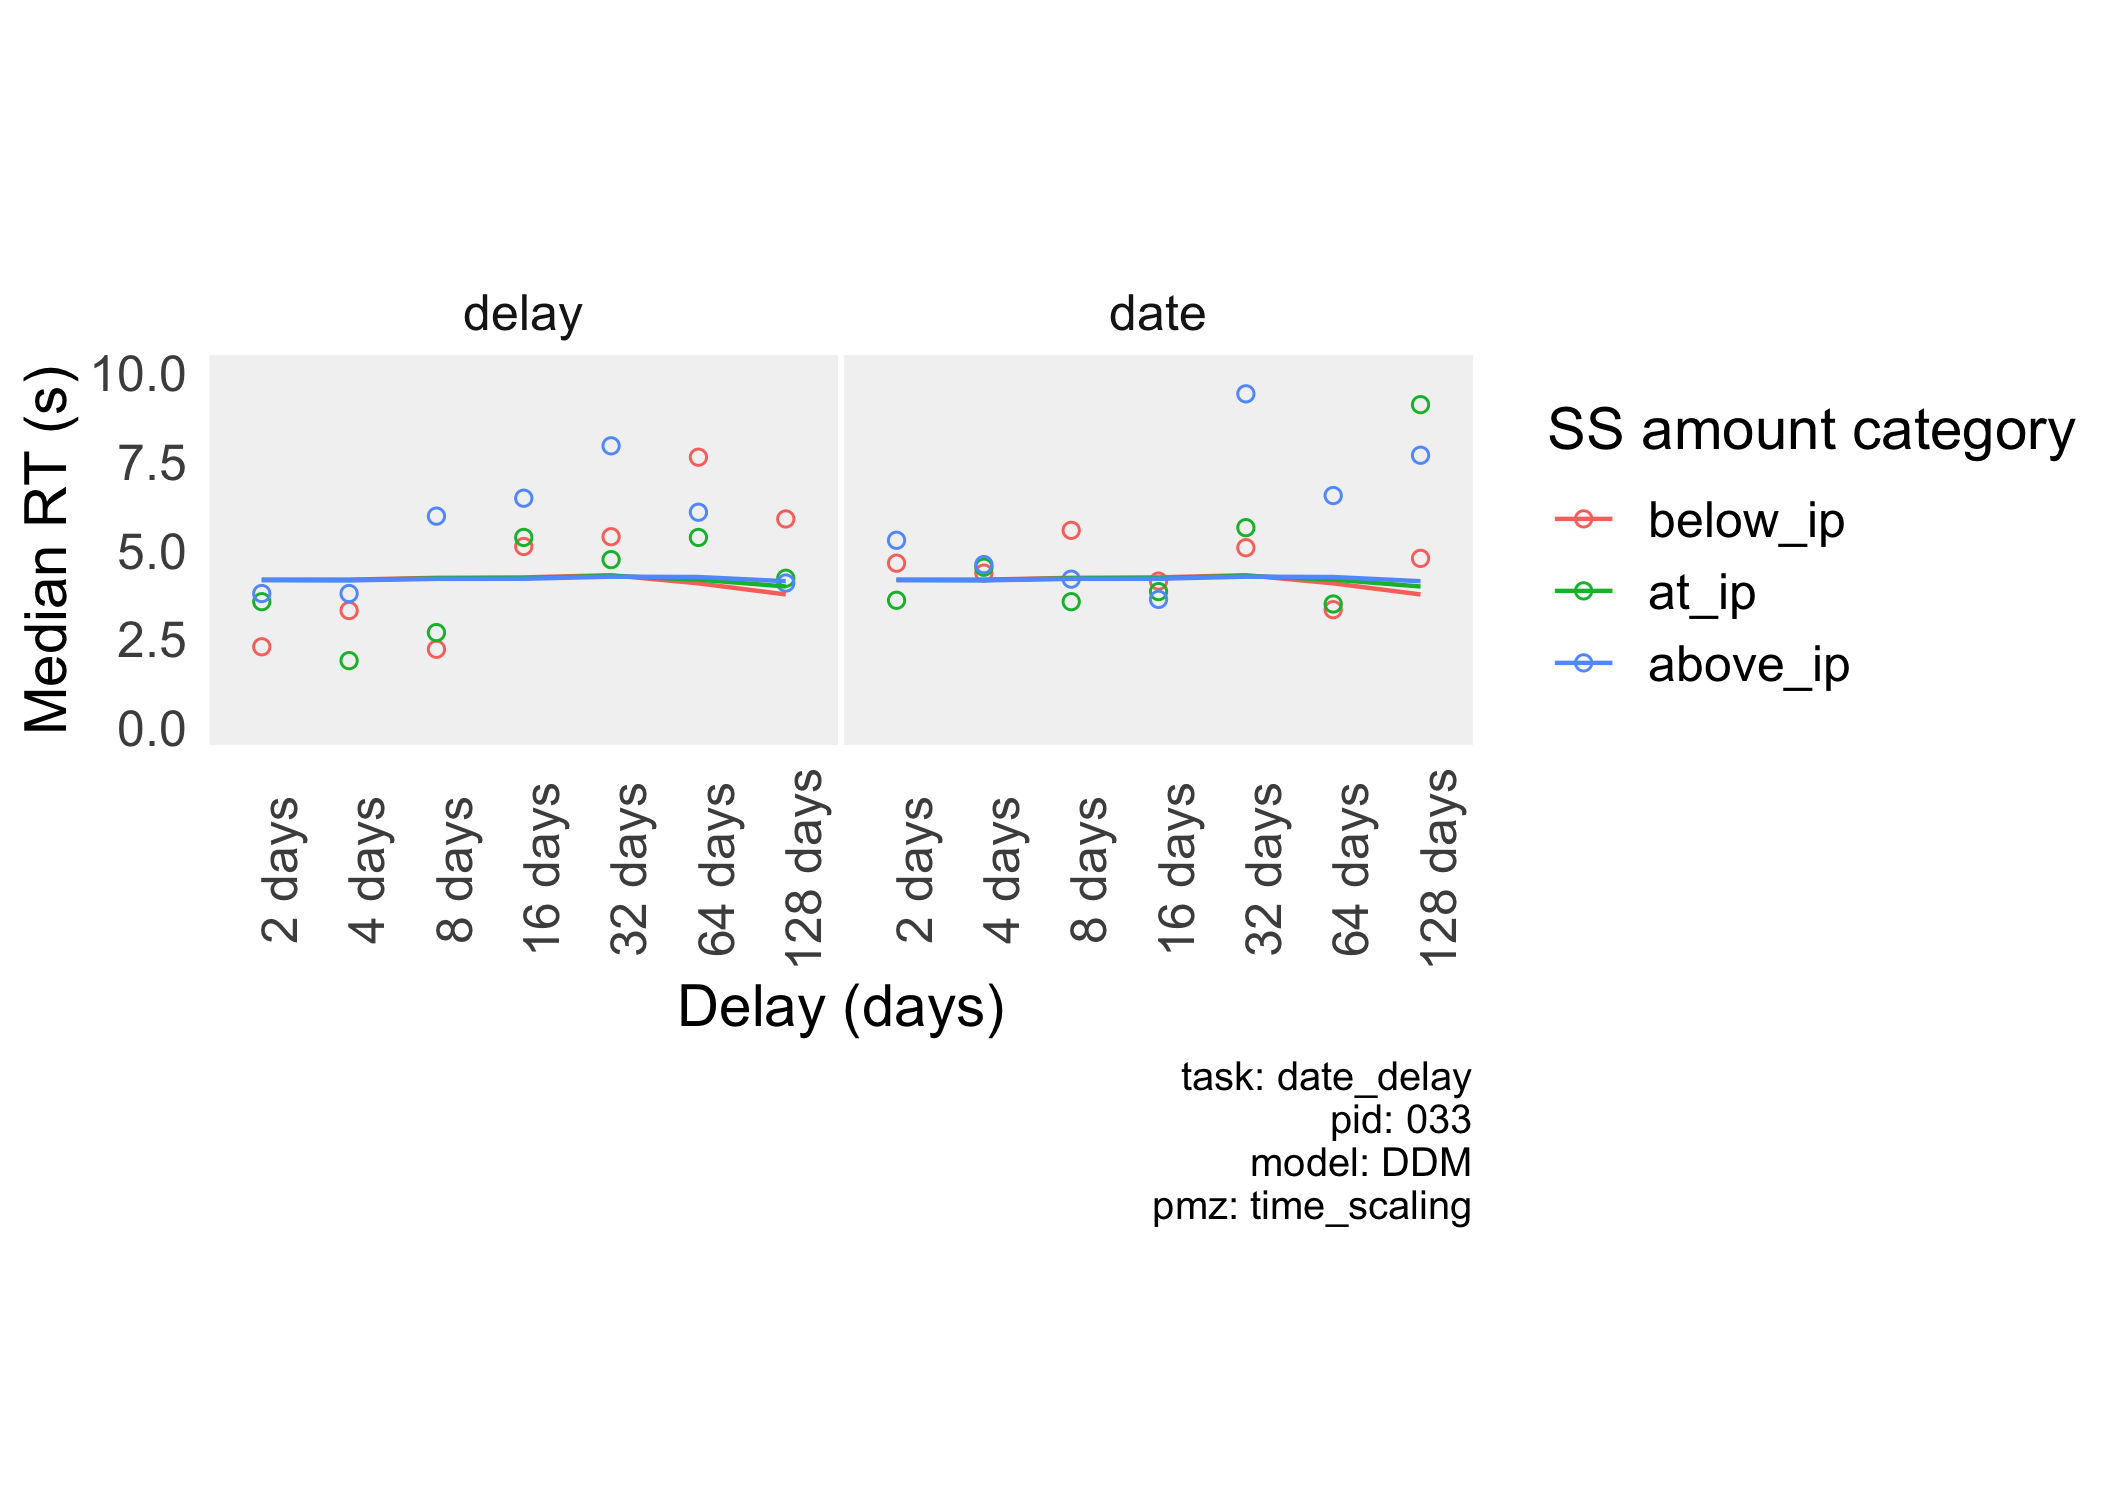 delay
date
Median RT (s)
10.0
7.5
5.0
2.5
0.0
2 days
4 days
8 days
16 days
32 days
64 days
128 days
2 days
4 days
8 days
16 days
32 days
64 days
128 days
Delay (days)
SS amount category
below_ip
at_ip
above_ip
task: date_delay
pid: 033
model: DDM
pmz: time_scaling